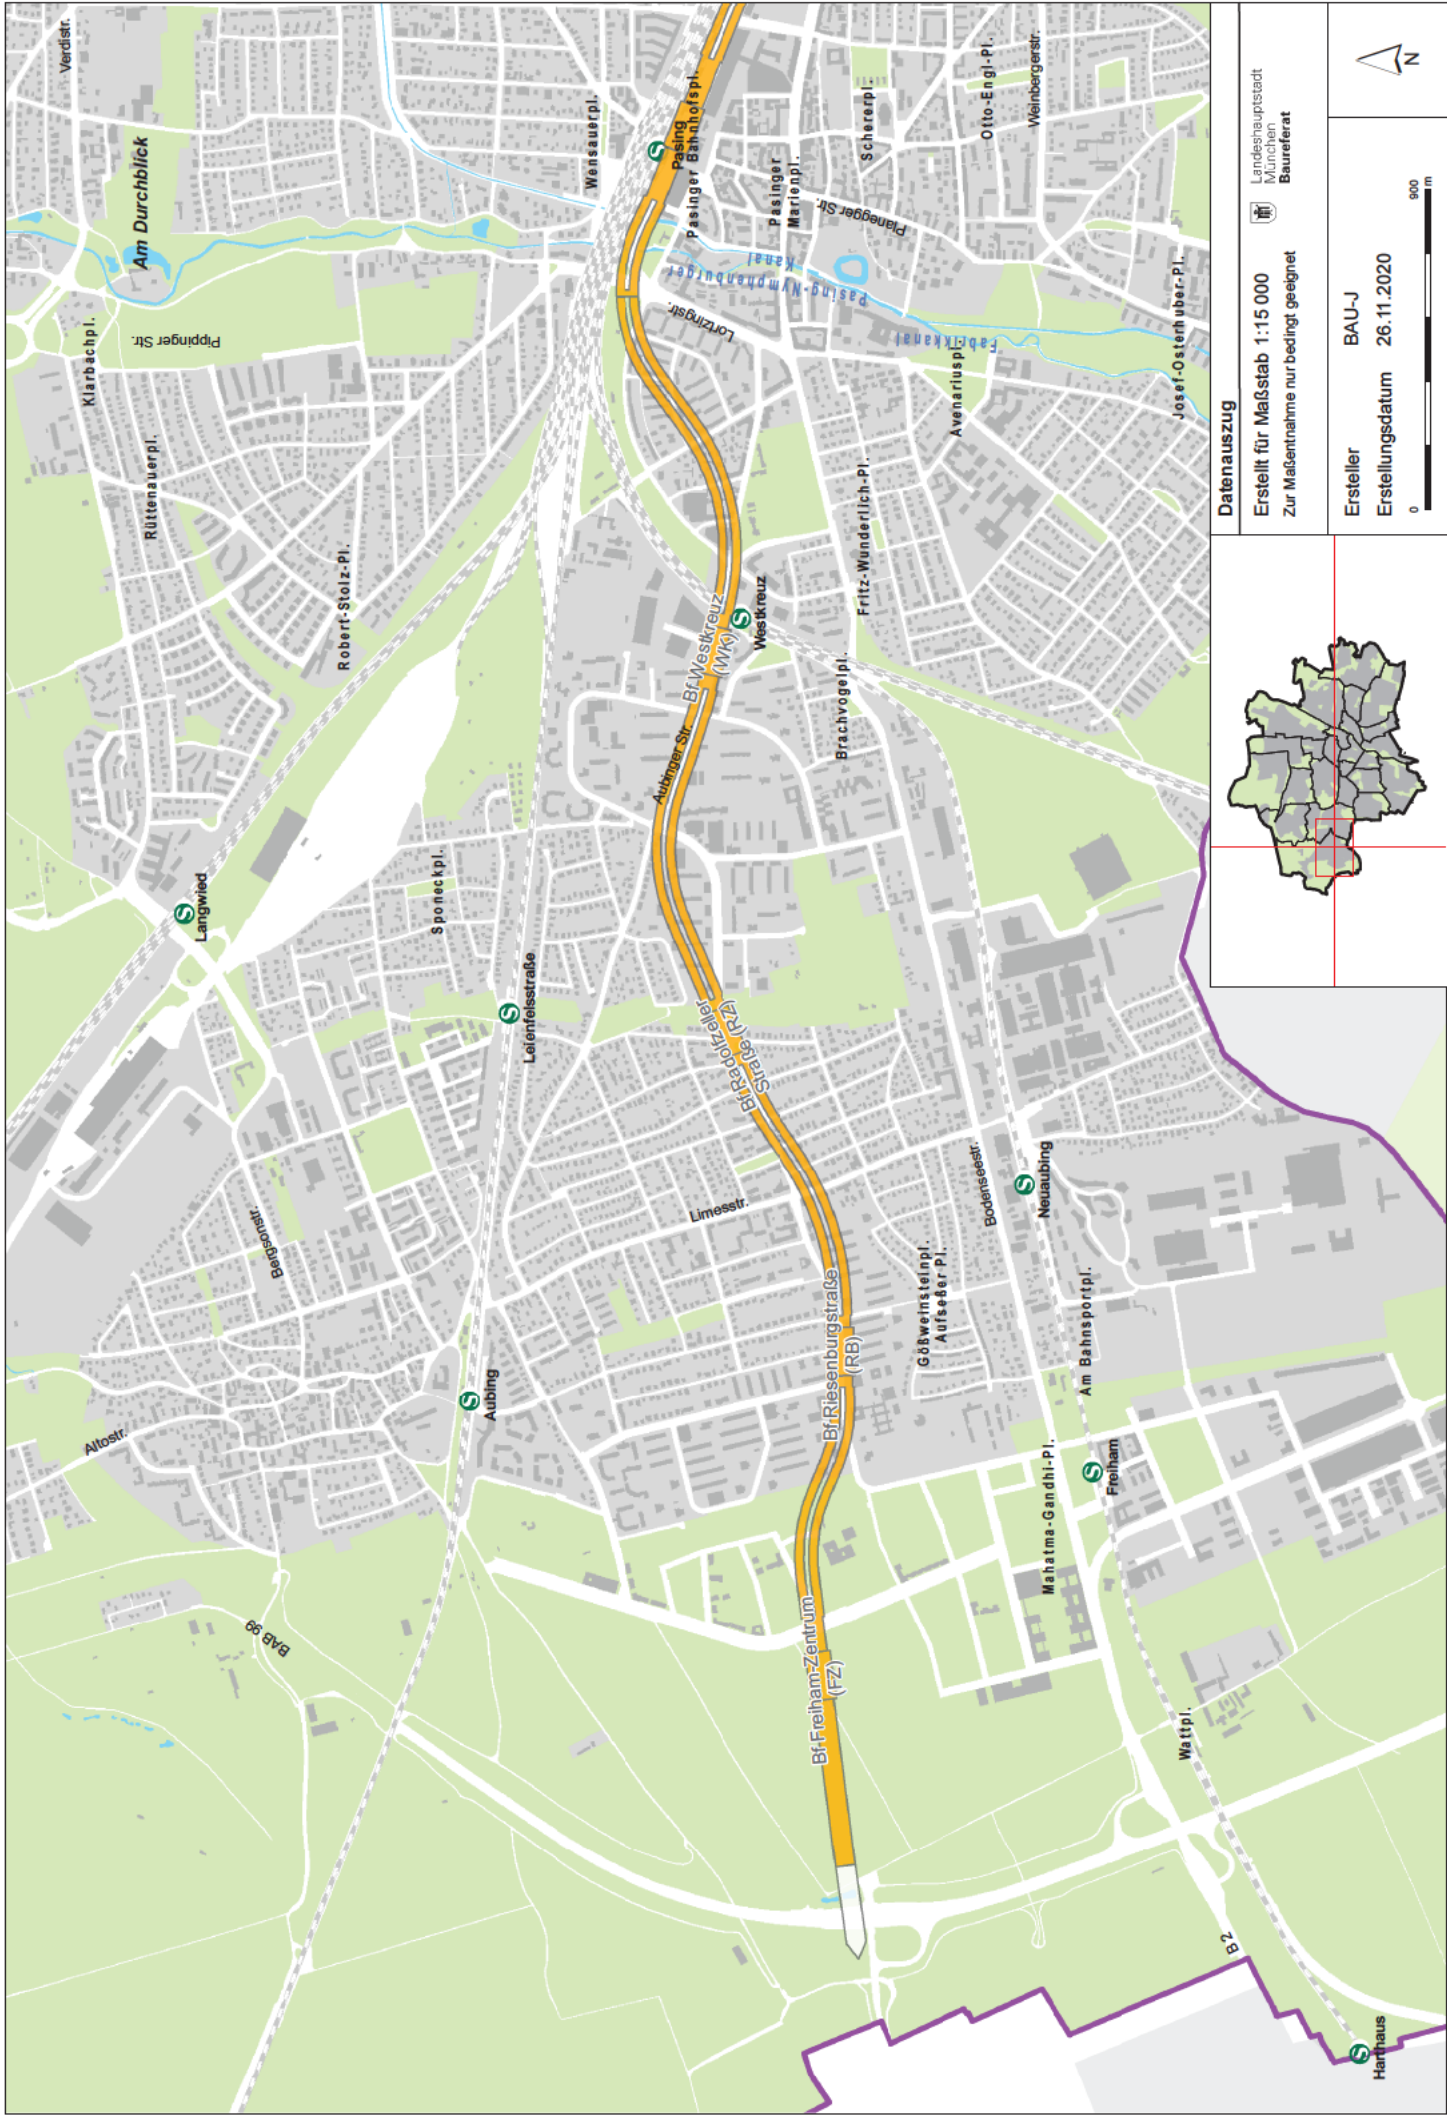 Verdistr.
Am Durchblick
Klarbachpl.
Pippinger Str.
Rüttenauerpl.
Robert-Stolz-Pl.
Wensauerpl.
Pasing
Pasinger Bahnhofspl.
Pasinger
Marienpl.
Schererpl.
Otto-Engl-Pl.
Weinbergerstr.
Planegger Str.
Pasing-Nymphenburger
Kanal
Lortzingstr.
Fabrikkanal
Avenariuspl.
Josef-Osterhuber-Pl.
Fritz-Wunderlich-Pl.
Bf Westkreuz
(WK)
Westkreuz
Brachvogelpl.
Aubinger Str.
Langwied
Sponeckpl.
Leienfelsstraße
Bf Radolfzeller
Straße (RZ)
Bergsonstr.
Limesstr.
Bodenseestr.
Neuaubing
Gößweinsteinpl.
Aufseßer Pl.
Am Bahnsportpl.
Bf Riesenburgstraße
(RB)
Aubing
Altostr.
Mahatma-Gandhi-Pl.
Freiham
BAB 99
Bf Freiham-Zentrum
(FZ)
Wattpl.
B 2
Harthaus
Datenauszug
Erstellt für Maßstab 1:15 000
Zur Maßentnahme nur bedingt geeignet
Landeshauptstadt
München
Baureferat
Ersteller BAU-J
Erstellungsdatum 26.11.2020
0 900 m
N